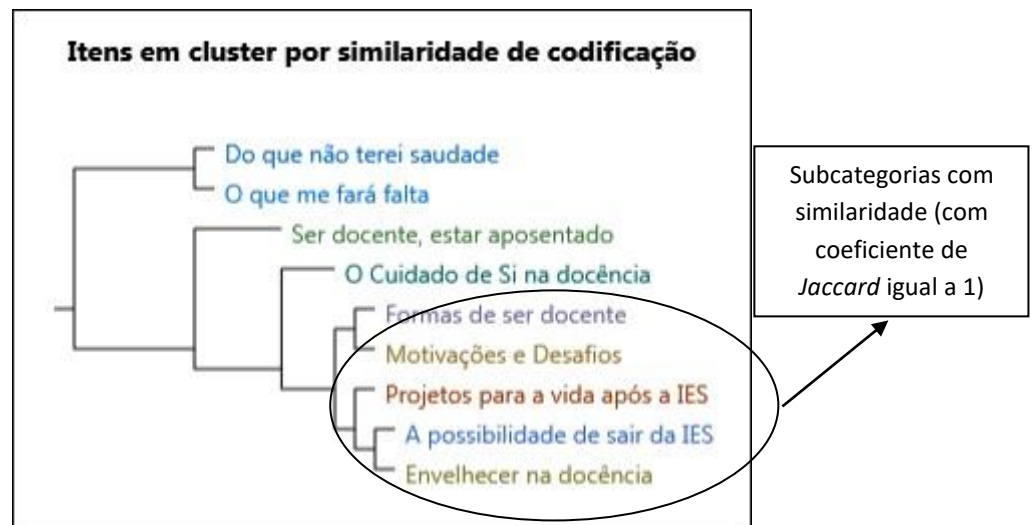 Itens em cluster por similaridade de codificação
Do que não terei saudade
O que me fará falta
Ser docente, estar aposentado
O Cuidado de Si na docência
Formas de ser docente
Motivações e Desafios
Projetos para a vida após a IES
A possibilidade de sair da IES
Envelhecer na docência
Subcategorias com
similaridade (com
coeficiente de
Jaccard igual a 1)